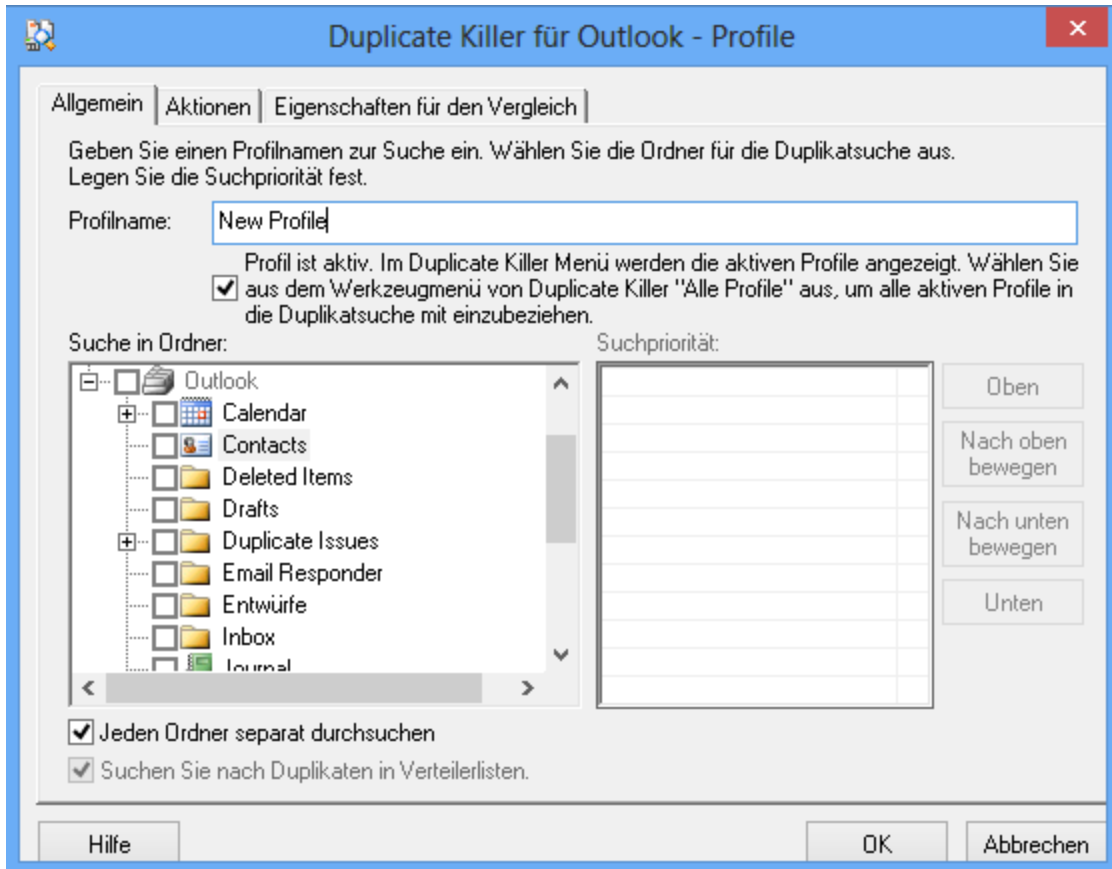 Duplicate Killer für Outlook - Profile
Allgemein
Aktionen
Eigenschaften für den Vergleich
Geben Sie einen Profilnamen zur Suche ein. Wählen Sie die Ordner für die Duplikatsuche aus.
Legen Sie die Suchpriorität fest.
Profilname:
New Profile
Profil ist aktiv. Im Duplicate Killer Menü werden die aktiven Profile angezeigt. Wählen Sie
aus dem Werkzeugmenü von Duplicate Killer "Alle Profile" aus, um alle aktiven Profile in
die Duplikatsuche mit einzubeziehen.
Suche in Ordner:
Outlook
Calendar
Contacts
Deleted Items
Drafts
Duplicate Issues
Email Responder
Entwürfe
Inbox
Journal
Suchpriorität:
Oben
Nach oben
bewegen
Nach unten
bewegen
Unten
Jeden Ordner separat durchsuchen
Suchen Sie nach Duplikaten in Verteilerlisten.
Hilfe
OK
Abbrechen